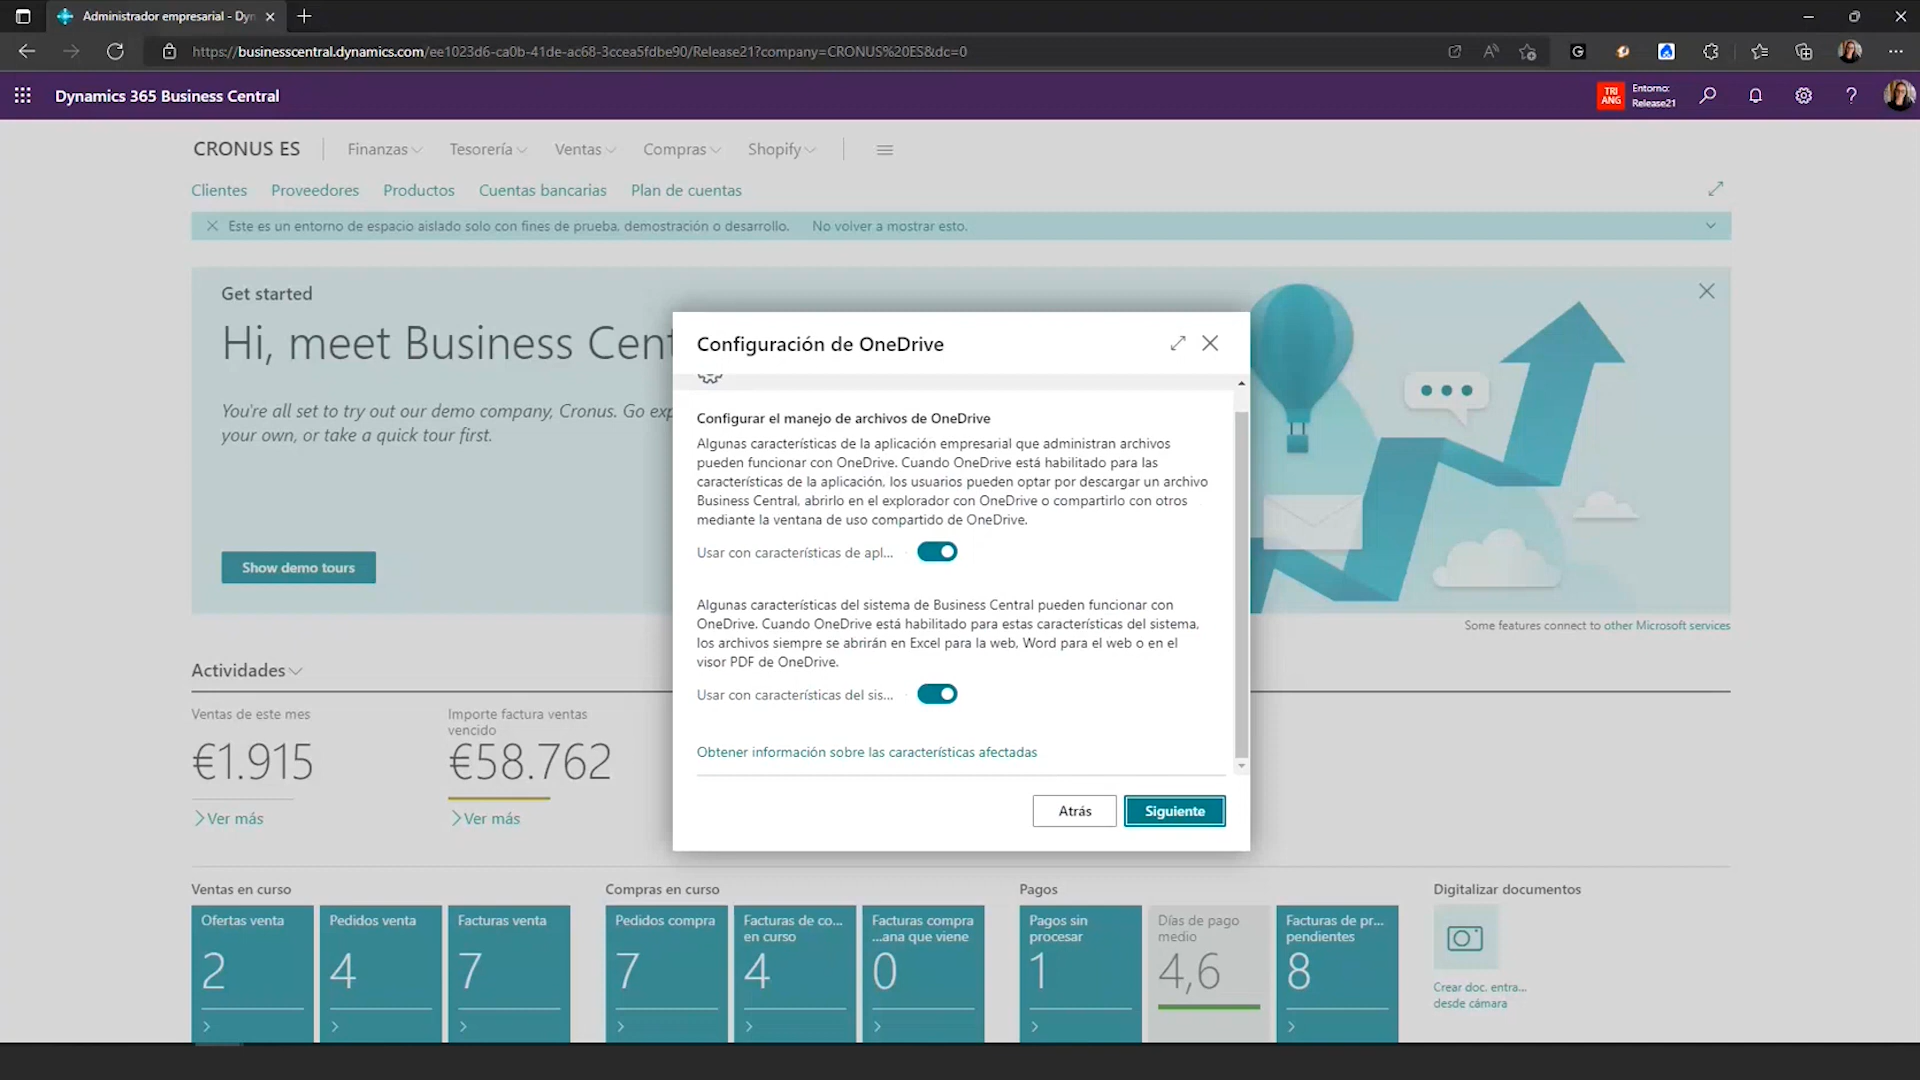 Administrador empresarial - Dyn
https://businesscentral.dynamics.com/ee1023d6-ca0b-41de-ac68-3ccea5fdbe90/Release21?company=CRONUS%20ES&dc=0
Dynamics 365 Business Central
TRI
ANG
Entorno:
Release21
CRONUS ES
Finanzas
Tesorería
Ventas
Compras
Shopify
Clientes
Proveedores
Productos
Cuentas bancarias
Plan de cuentas
Este es un entorno de espacio aislado solo con fines de prueba, demostración o desarrollo.
No volver a mostrar esto.
Get started
Hi, meet Business Cent
You're all set to try out our demo company, Cronus. Go exp
your own, or take a quick tour first.
Show demo tours
Some features connect to other Microsoft services
Configuración de OneDrive
Configurar el manejo de archivos de OneDrive
Algunas características de la aplicación empresarial que administran archivos
pueden funcionar con OneDrive. Cuando OneDrive está habilitado para las
características de la aplicación, los usuarios pueden optar por descargar un archivo
Business Central, abrirlo en el explorador con OneDrive o compartirlo con otros
mediante la ventana de uso compartido de OneDrive.
Usar con características de apl...
Algunas características del sistema de Business Central pueden funcionar con
OneDrive. Cuando OneDrive está habilitado para estas características del sistema,
los archivos siempre se abrirán en Excel para la web, Word para el web o en el
visor PDF de OneDrive.
Usar con características del sis...
Obtener información sobre las características afectadas
Atrás
Siguiente
Actividades
Ventas de este mes
€1.915
Ver más
Importe factura ventas
vencido
€58.762
Ver más
Ventas en curso
Ofertas venta
2
Pedidos venta
4
Facturas venta
7
Compras en curso
Pedidos compra
7
Facturas de co...
en curso
4
Facturas compra
...ana que viene
0
Pagos
Pagos sin
procesar
1
Días de pago
medio
4,6
Facturas de pr...
pendientes
8
Digitalizar documentos
Crear doc. entra...
desde cámara